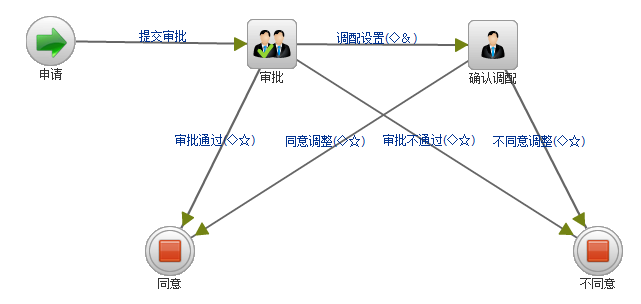 提交审批
调配设置(◇&)
申请
审批
确认调配
审批通过(◇☆)
同意调整(◇☆)
审批不通过(◇☆)
不同意调整(◇☆)
同意
不同意